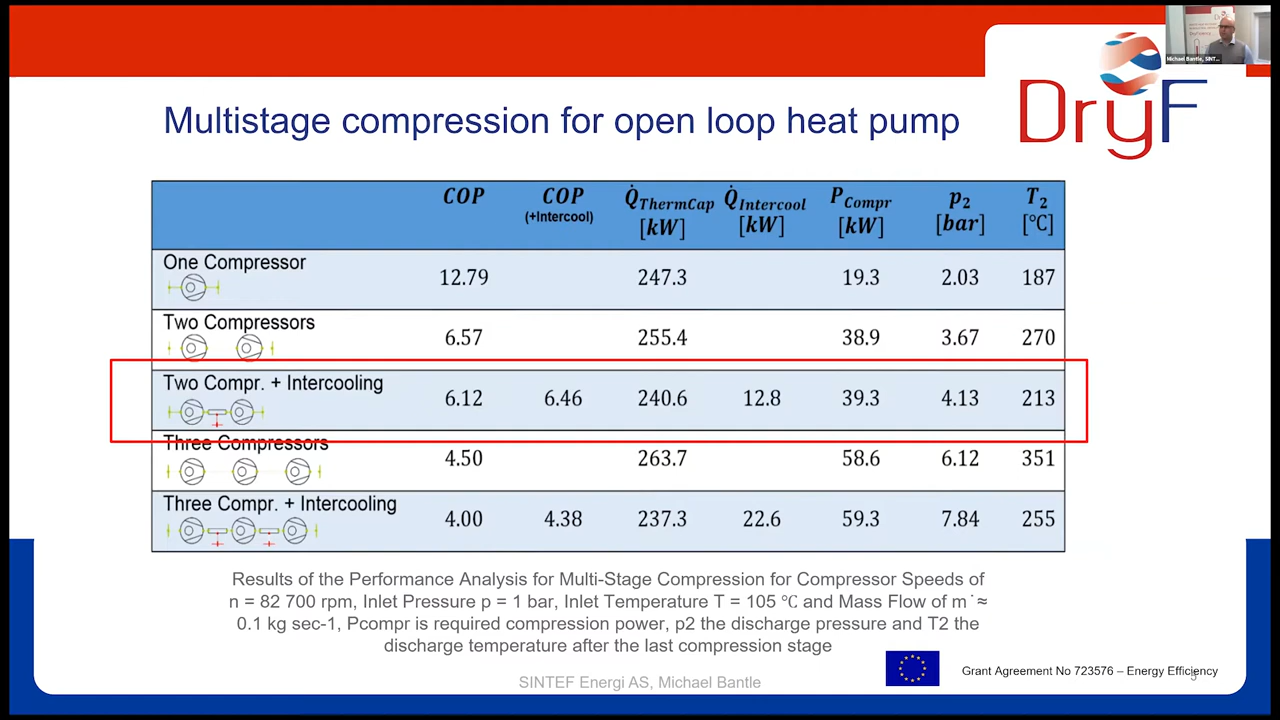 Michael Bantle, SINT...
DryF
Multistage compression for open loop heat pump
COP COP (+Intercool) Q̇ThermCap [kW] Q̇Intercool [kW] PCompr [kW] p2 [bar] T2 [°C]
One Compressor 12.79 247.3 19.3 2.03 187
Two Compressors 6.57 255.4 38.9 3.67 270
Two Compr. + Intercooling 6.12 6.46 240.6 12.8 39.3 4.13 213
Three Compressors 4.50 263.7 58.6 6.12 351
Three Compr. + Intercooling 4.00 4.38 237.3 22.6 59.3 7.84 255
Results of the Performance Analysis for Multi-Stage Compression for Compressor Speeds of
n = 82 700 rpm, Inlet Pressure p = 1 bar, Inlet Temperature T = 105 °C and Mass Flow of m˙≈
0.1 kg sec-1, Pcompr is required compression power, p2 the discharge pressure and T2 the
discharge temperature after the last compression stage
Grant Agreement No 723576 – Energy Efficiency
SINTEF Energi AS, Michael Bantle